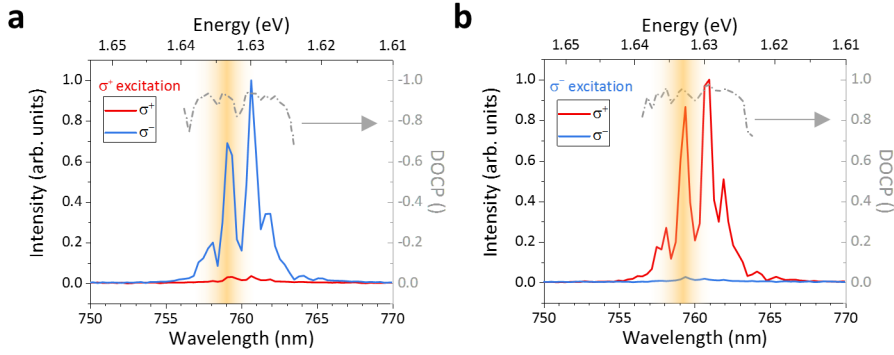 a
Energy (eV)
1.65 1.64 1.63 1.62 1.61
σ⁺ excitation
σ⁺
σ⁻
Intensity (arb. units)
1.0
0.8
0.6
0.4
0.2
0.0
-1.0
-0.8
-0.6
-0.4
-0.2
0.0
DOCP ()
750 755 760 765 770
Wavelength (nm)
b
Energy (eV)
1.65 1.64 1.63 1.62 1.61
σ⁻ excitation
σ⁺
σ⁻
Intensity (arb. units)
1.0
0.8
0.6
0.4
0.2
0.0
1.0
0.8
0.6
0.4
0.2
0.0
DOCP ()
750 755 760 765 770
Wavelength (nm)